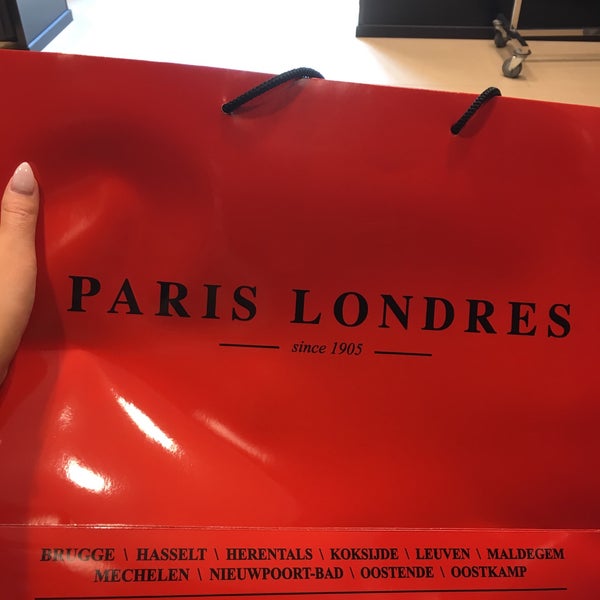 PARIS LONDRES
since 1905
BRUGGE \ HASSELT \ HERENTALS \ KOKSIJDE \ LEUVEN \ MALDEGEM
MECHELEN \ NIEUWPOORT-BAD \ OOSTENDE \ OOSTKAMP